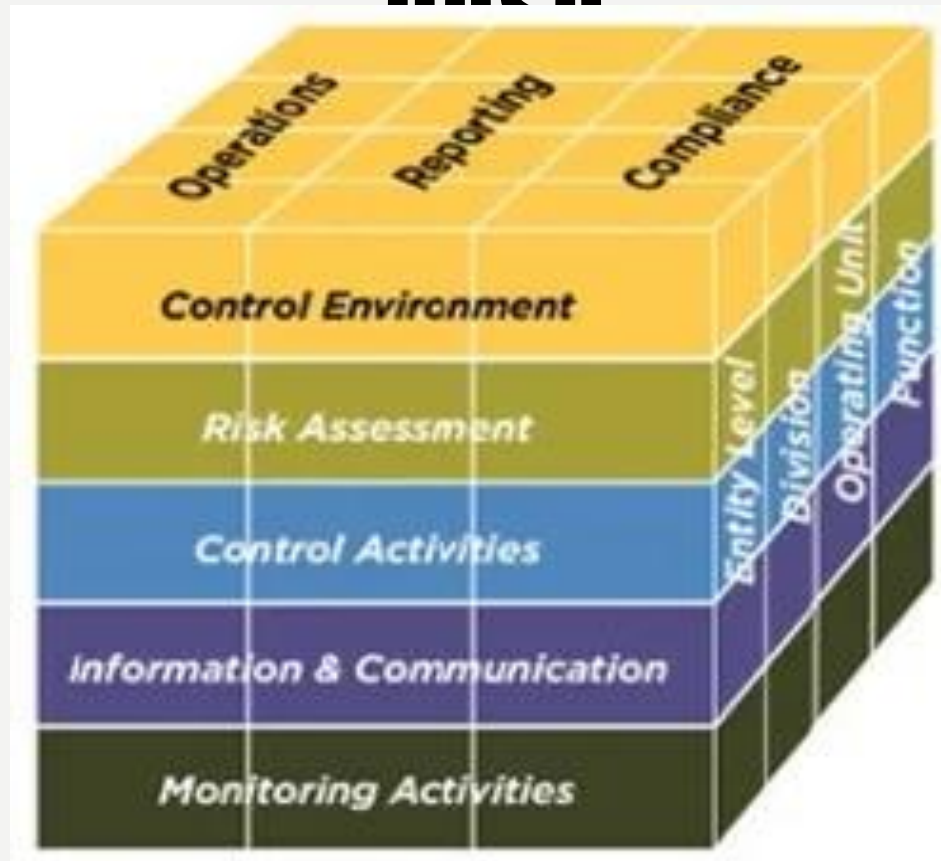 Operations
Reporting
Compliance
Control Environment
Risk Assessment
Control Activities
Information & Communication
Monitoring Activities
Entity Level
Division
Operating Unit
Function